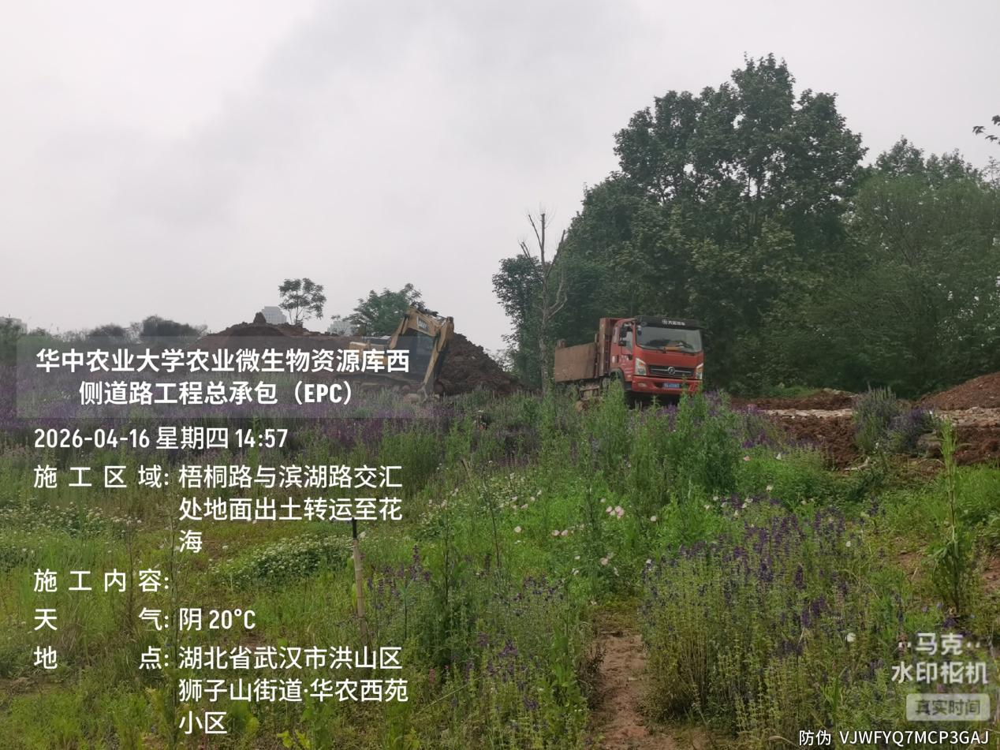 华中农业大学农业微生物资源库西
侧道路工程总承包（EPC）
2026-04-16 星期四 14:57
施工区域: 梧桐路与滨湖路交汇
处地面出土转运至花
海
施工内容:
天气: 阴 20°C
地点: 湖北省武汉市洪山区
狮子山街道·华农西苑
小区
马克
水印相机
真实时间
防伪 VJWFYQ7MCP3GAJ